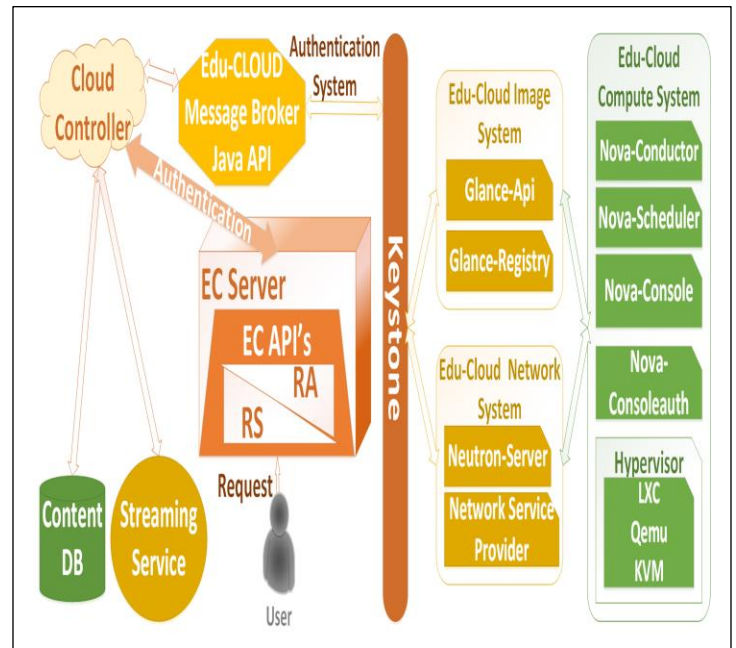 Cloud
Controller
Edu-CLOUD
Message Broker
Java API
Authentication
System
Authentication
EC Server
EC API's
RA
RS
Request
User
Content
DB
Streaming
Service
Keystone
Edu-Cloud Image
System
Glance-Api
Glance-Registry
Edu-Cloud Network
System
Neutron-Server
Network Service
Provider
Edu-Cloud
Compute System
Nova-Conductor
Nova-Scheduler
Nova-Console
Nova-
Consoleauth
Hypervisor
LXC
Qemu
KVM